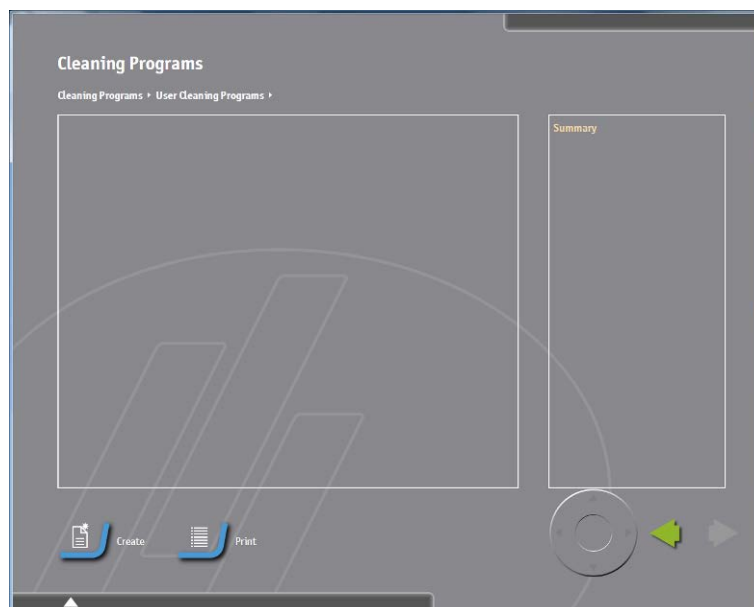 Cleaning Programs
Cleaning Programs ‣ User Cleaning Programs ‣
Summary
Create
Print